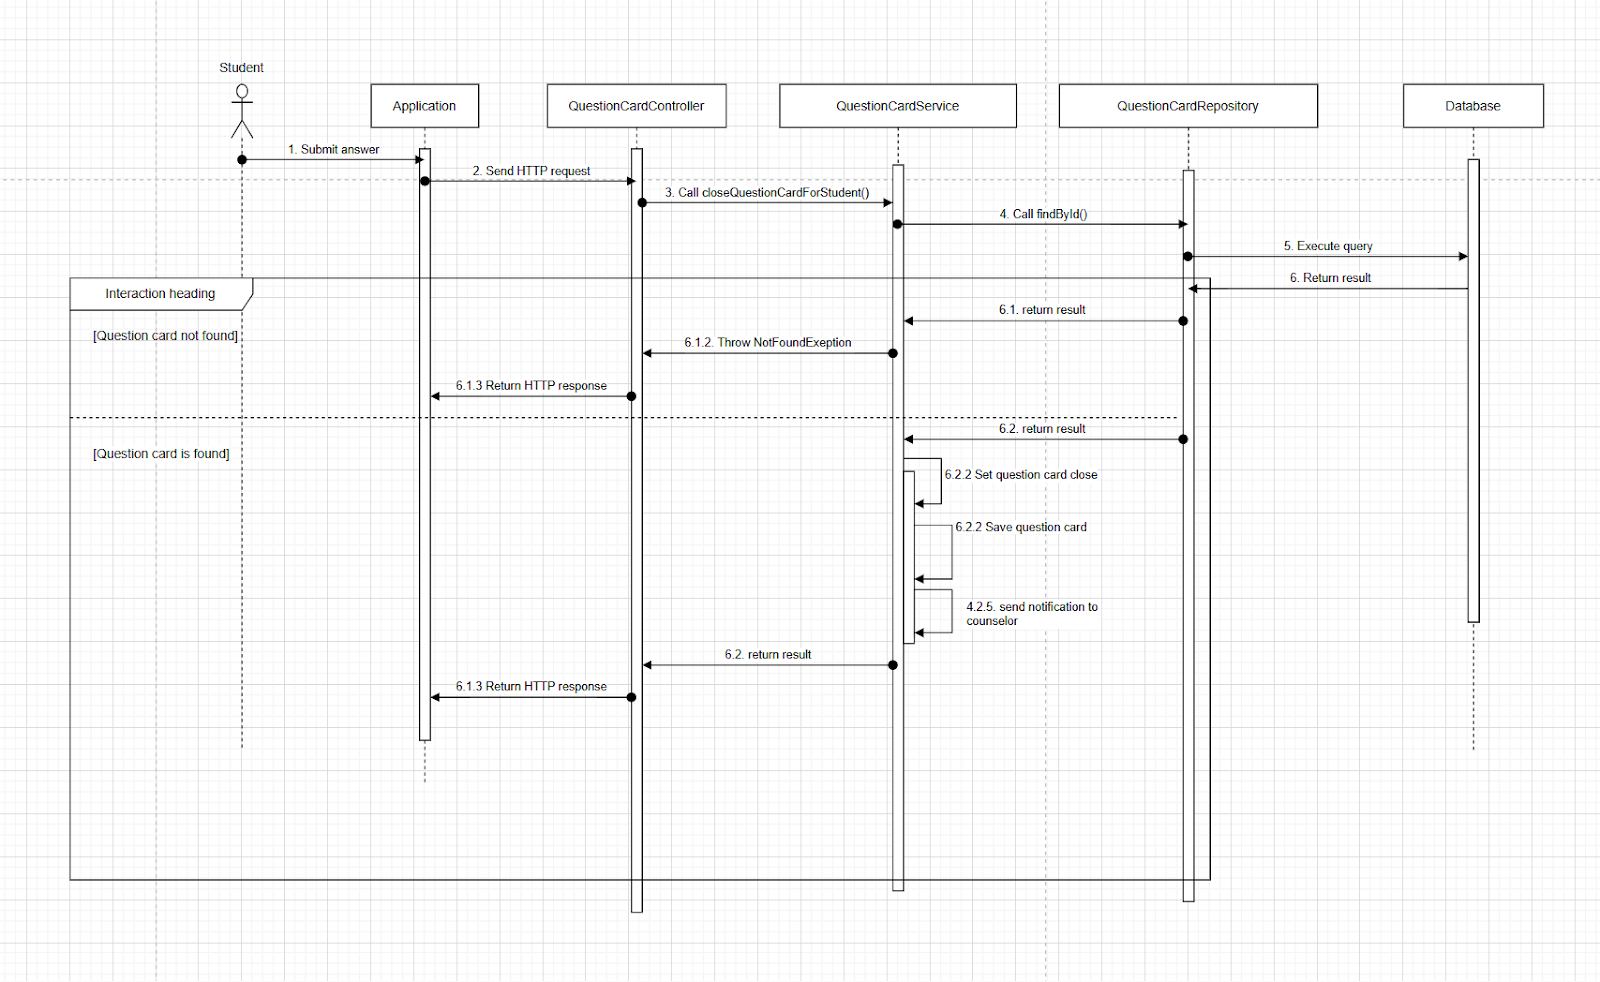 Student
Application
QuestionCardController
QuestionCardService
QuestionCardRepository
Database
1. Submit answer
2. Send HTTP request
3. Call closeQuestionCardForStudent()
4. Call findById()
5. Execute query
6. Return result
Interaction heading
6.1. return result
[Question card not found]
6.1.2. Throw NotFoundExeption
6.1.3 Return HTTP response
6.2. return result
[Question card is found]
6.2.2 Set question card close
6.2.2 Save question card
4.2.5. send notification to
counselor
6.2. return result
6.1.3 Return HTTP response